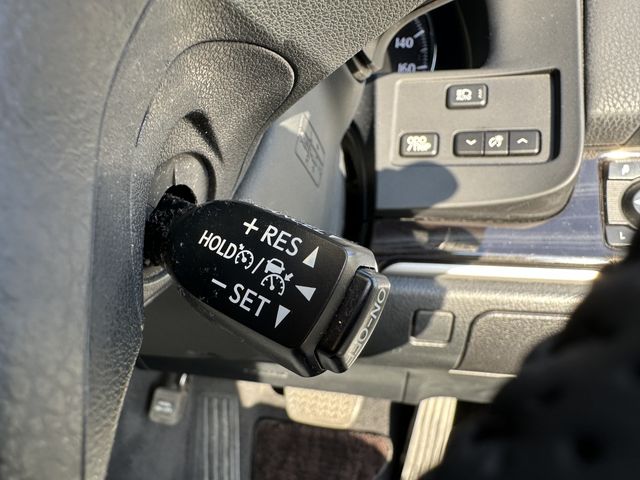 140
160
ODO
/TRIP
+ RES
HOLD /
− SET
ON-OFF
L